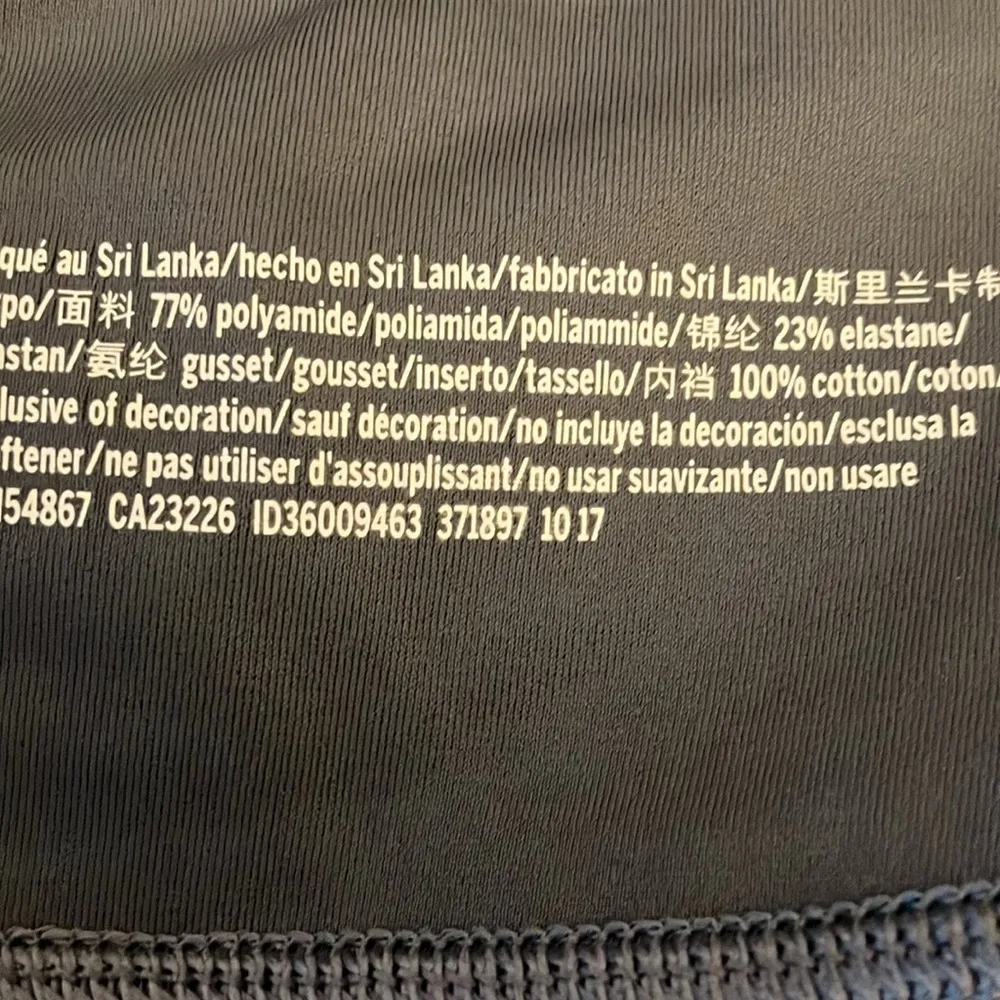 qué au Sri Lanka/hecho en Sri Lanka/fabbricato in Sri Lanka/斯里兰卡制
po/面料 77% polyamide/poliamida/poliammide/锦纶 23% elastane/
stan/氨纶 gusset/gousset/inserto/tassello/内裆 100% cotton/coton/
lusive of decoration/sauf décoration/no incluye la decoración/esclusa la
ftener/ne pas utiliser d'assouplissant/no usar suavizante/non usare
54867 CA23226 ID36009463 371897 10 17